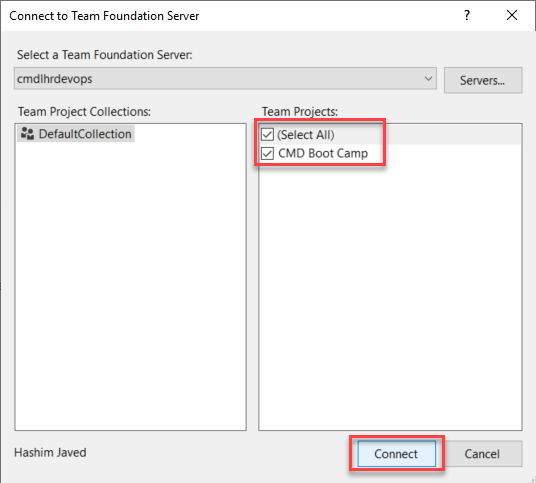 Connect to Team Foundation Server
?
Select a Team Foundation Server:
cmdlhrdevops
Servers...
Team Project Collections:
Team Projects:
DefaultCollection
(Select All)
CMD Boot Camp
Hashim Javed
Connect
Cancel